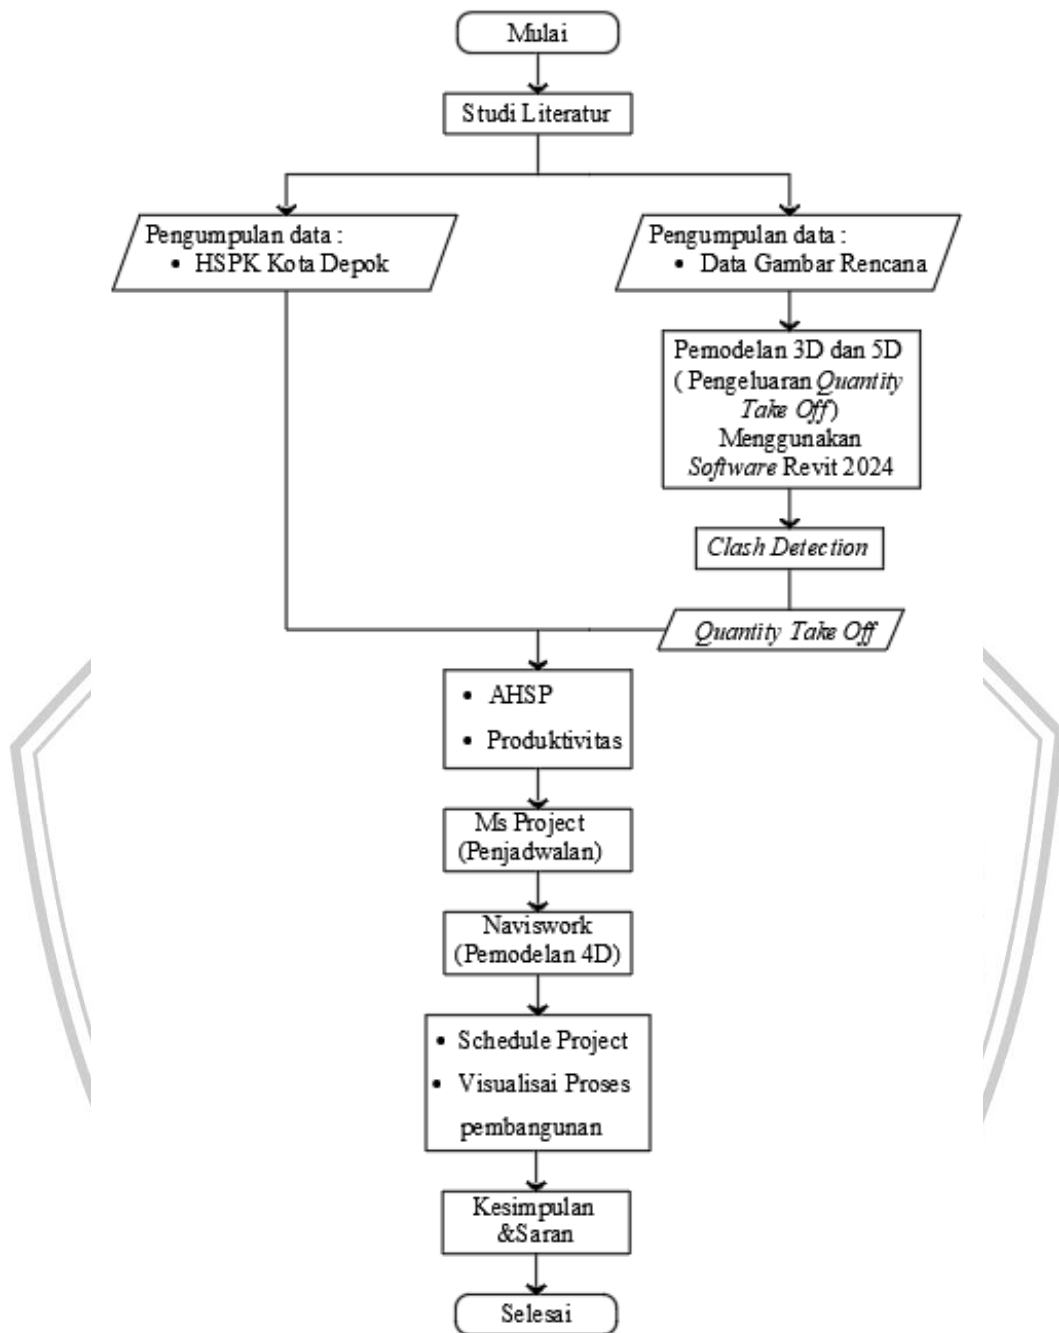 Mulai
Studi Literatur
Pengumpulan data :
• HSPK Kota Depok
Pengumpulan data :
• Data Gambar Rencana
Pemodelan 3D dan 5D
( Pengeluaran Quantity
Take Off)
Menggunakan
Software Revit 2024
Clash Detection
Quantity Take Off
• AHSP
• Produktivitas
Ms Project
(Penjadwalan)
Naviswork
(Pemodelan 4D)
• Schedule Project
• Visualisai Proses
pembangunan
Kesimpulan
&Saran
Selesai